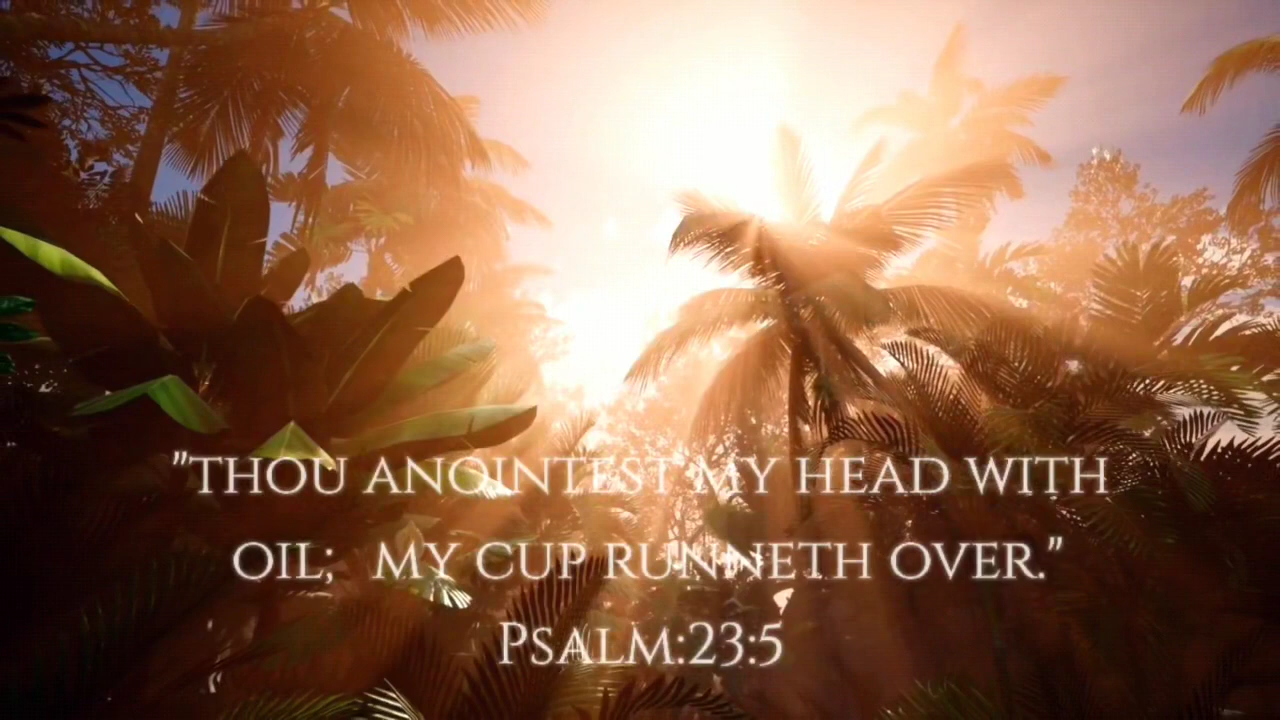 "THOU ANOINTEST MY HEAD WITH
OIL; MY CUP RUNNETH OVER."
PSALM:23:5